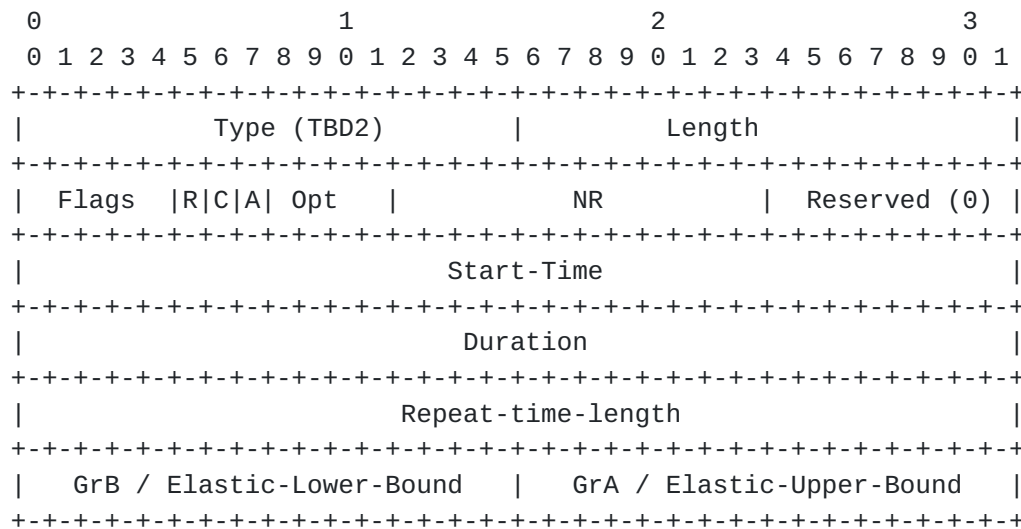 0                   1                   2                   3
 0 1 2 3 4 5 6 7 8 9 0 1 2 3 4 5 6 7 8 9 0 1 2 3 4 5 6 7 8 9 0 1
+-+-+-+-+-+-+-+-+-+-+-+-+-+-+-+-+-+-+-+-+-+-+-+-+-+-+-+-+-+-+-+-+
|            Type (TBD2)        |         Length                |
+-+-+-+-+-+-+-+-+-+-+-+-+-+-+-+-+-+-+-+-+-+-+-+-+-+-+-+-+-+-+-+-+
|  Flags  |R|C|A| Opt   |           NR          |  Reserved (0) |
+-+-+-+-+-+-+-+-+-+-+-+-+-+-+-+-+-+-+-+-+-+-+-+-+-+-+-+-+-+-+-+-+
|                           Start-Time                          |
+-+-+-+-+-+-+-+-+-+-+-+-+-+-+-+-+-+-+-+-+-+-+-+-+-+-+-+-+-+-+-+-+
|                            Duration                           |
+-+-+-+-+-+-+-+-+-+-+-+-+-+-+-+-+-+-+-+-+-+-+-+-+-+-+-+-+-+-+-+-+
|                        Repeat-time-length                     |
+-+-+-+-+-+-+-+-+-+-+-+-+-+-+-+-+-+-+-+-+-+-+-+-+-+-+-+-+-+-+-+-+
|   GrB / Elastic-Lower-Bound   |   GrA / Elastic-Upper-Bound   |
+-+-+-+-+-+-+-+-+-+-+-+-+-+-+-+-+-+-+-+-+-+-+-+-+-+-+-+-+-+-+-+-+